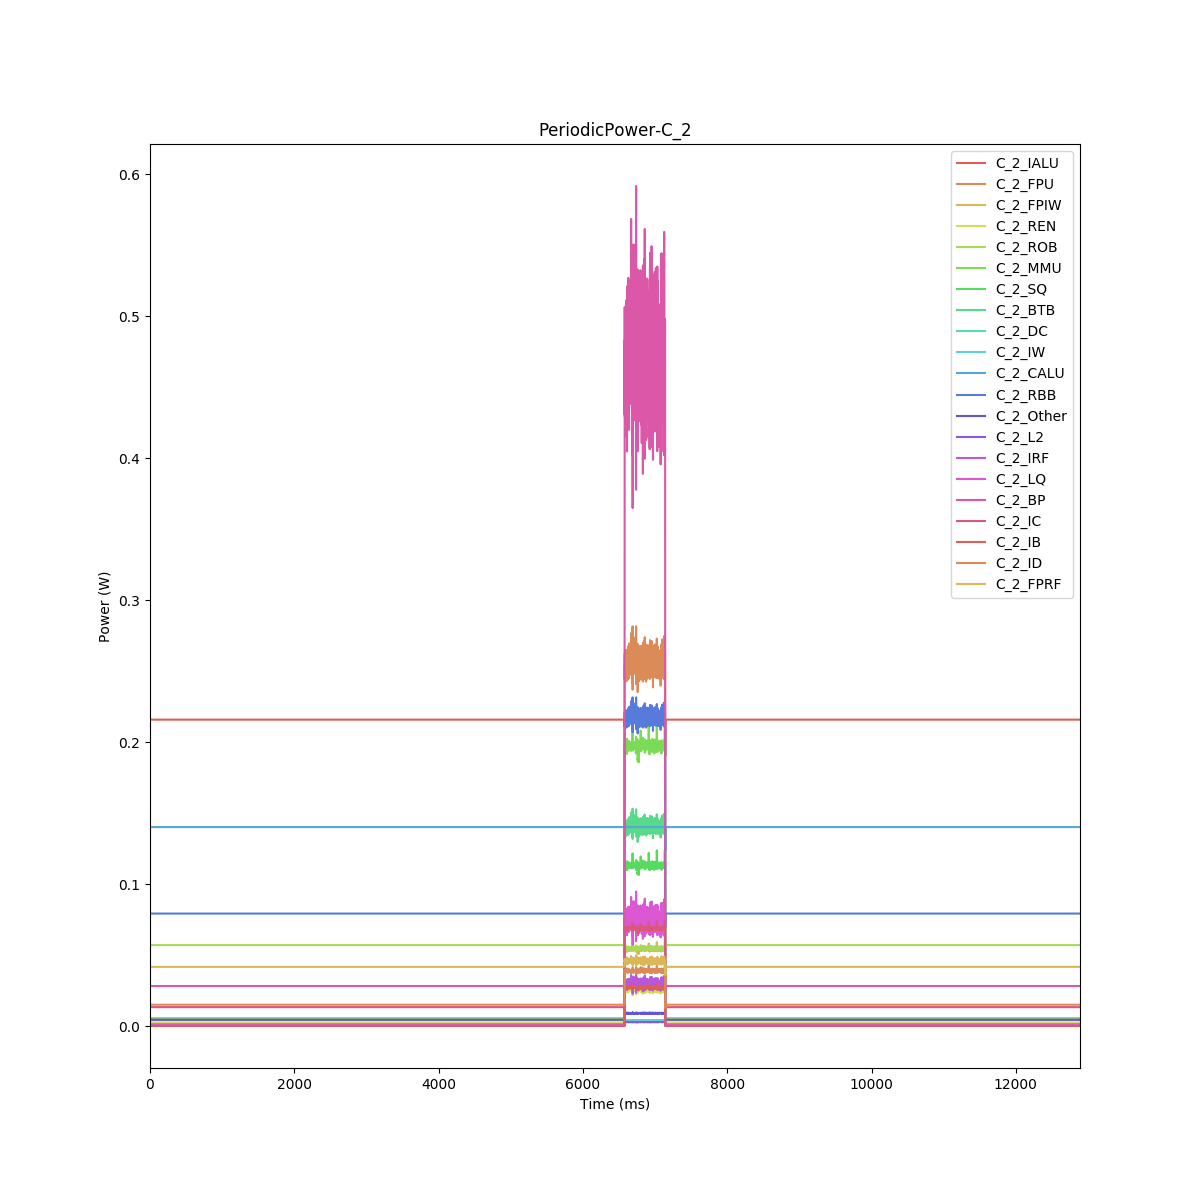 PeriodicPower-C_2
C_2_IALU
C_2_FPU
C_2_FPIW
C_2_REN
C_2_ROB
C_2_MMU
C_2_SQ
C_2_BTB
C_2_DC
C_2_IW
C_2_CALU
C_2_RBB
C_2_Other
C_2_L2
C_2_IRF
C_2_LQ
C_2_BP
C_2_IC
C_2_IB
C_2_ID
C_2_FPRF
0.6
0.5
0.4
0.3
0.2
0.1
0.0
Power (W)
0 2000 4000 6000 8000 10000 12000
Time (ms)